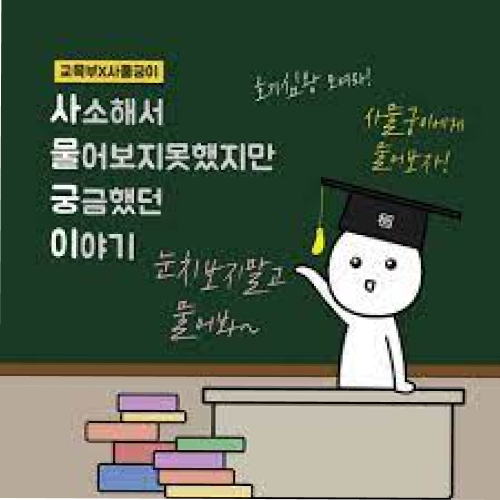 교육부X사물궁이
호기심왕 모여라!
사소해서
물어보지못했지만
궁금했던
이야기
사물궁이에게
물어보자!
눈치보지말고
물어봐~